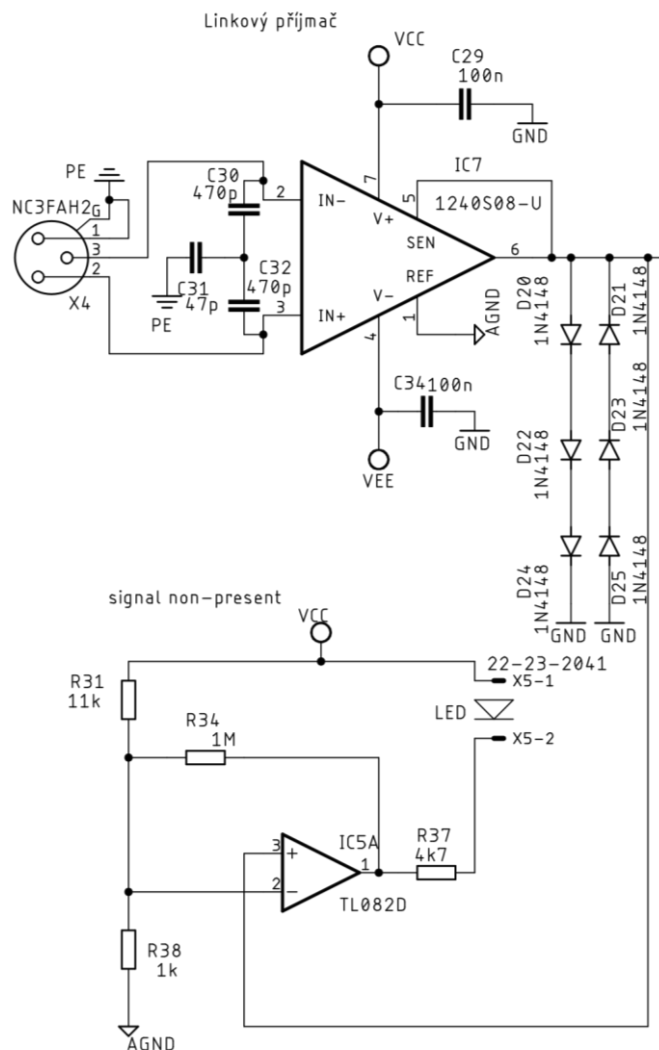 Linkový příjmač
VCC
C29
100n
GND
PE
C30
470p
7
IC7
NC3FAH2
G
2
IN-
V+
5
1240S08-U
1
3
2
SEN
6
X4
C31
47p
C32
470p
REF
PE
3
IN+
V-
1
AGND
4
D20
1N4148
D21
1N4148
C34
100n
GND
VEE
D22
1N4148
D23
1N4148
D24
1N4148
D25
1N4148
GND
GND
signal non-present
VCC
22-23-2041
R31
11k
X5-1
LED
R34
1M
X5-2
3
+
IC5A
1
R37
4k7
2
-
TL082D
R38
1k
AGND